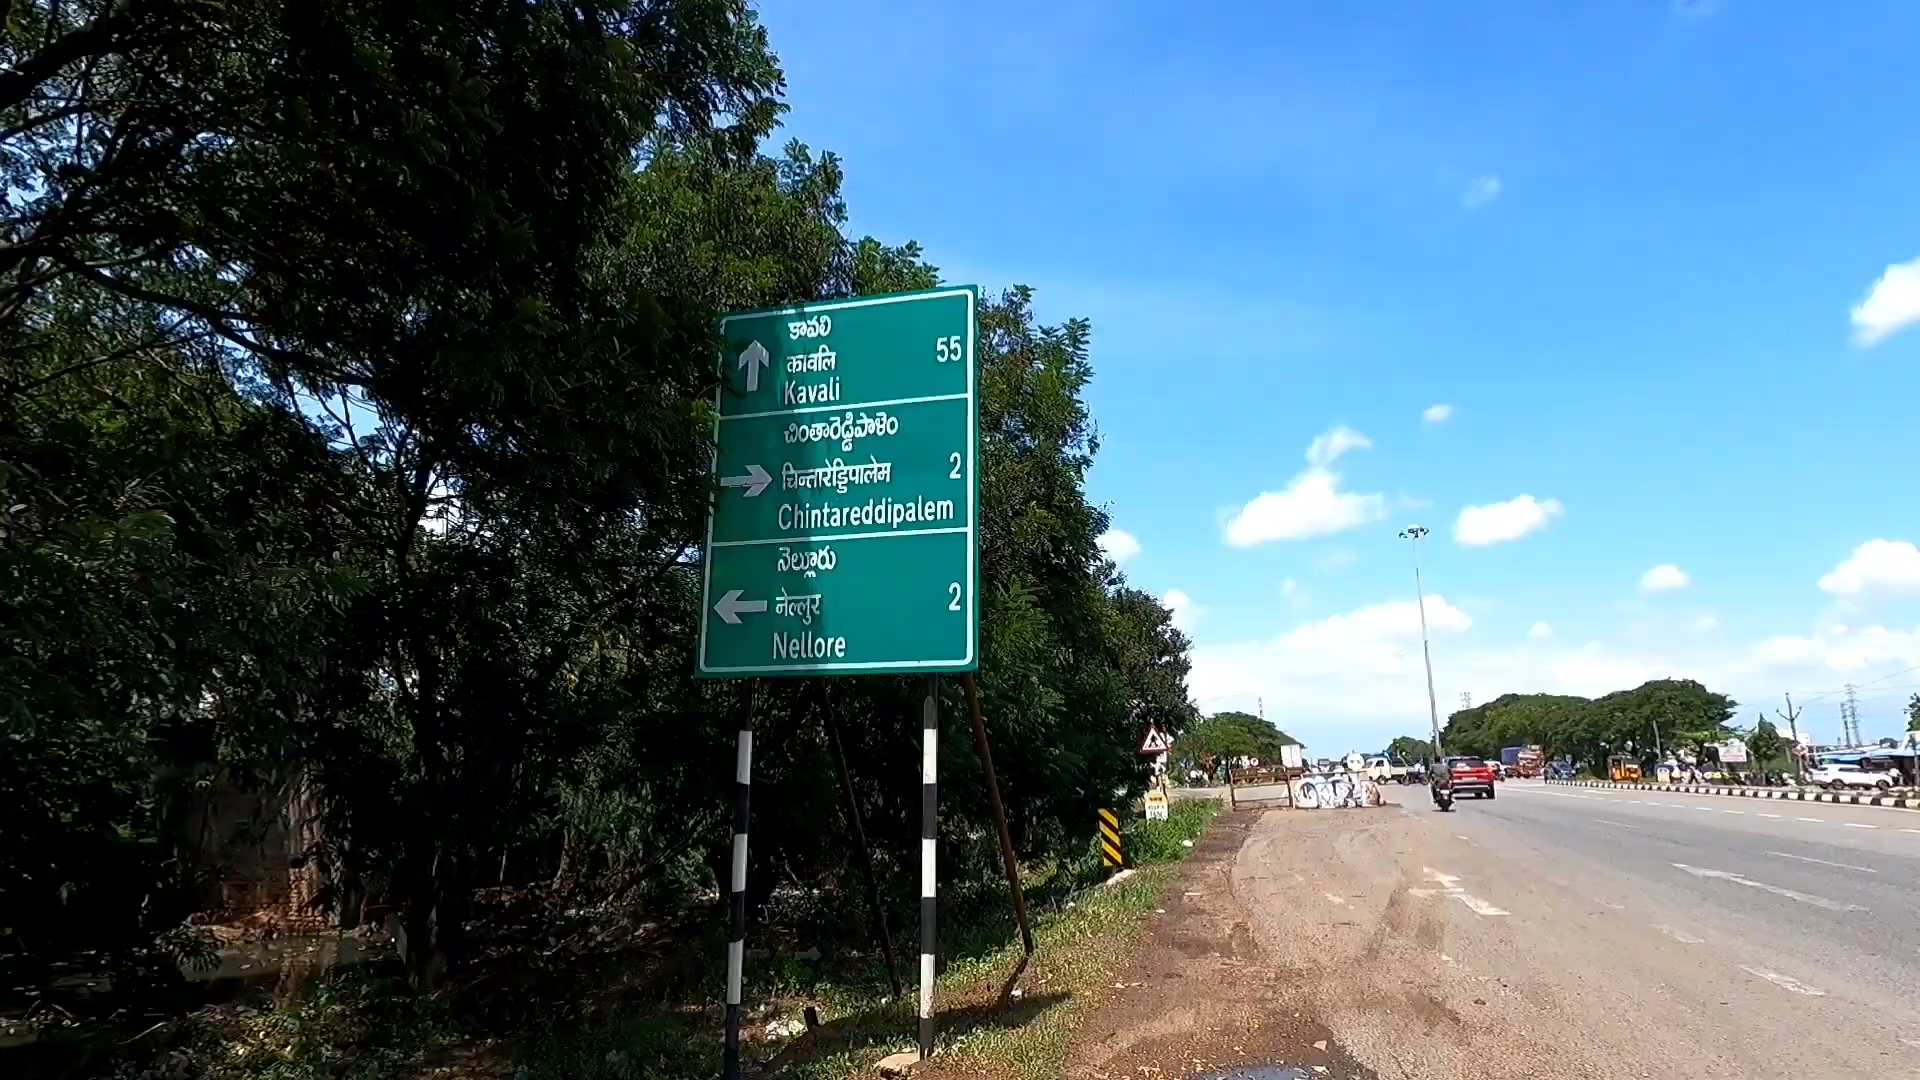 కావలి
कावलि
Kavali
55
చింతారెడ్డిపాళెం
चिन्तारेड्डिपालेम
2
Chintareddipalem
నెల్లూరు
नेल्लुर
2
Nellore